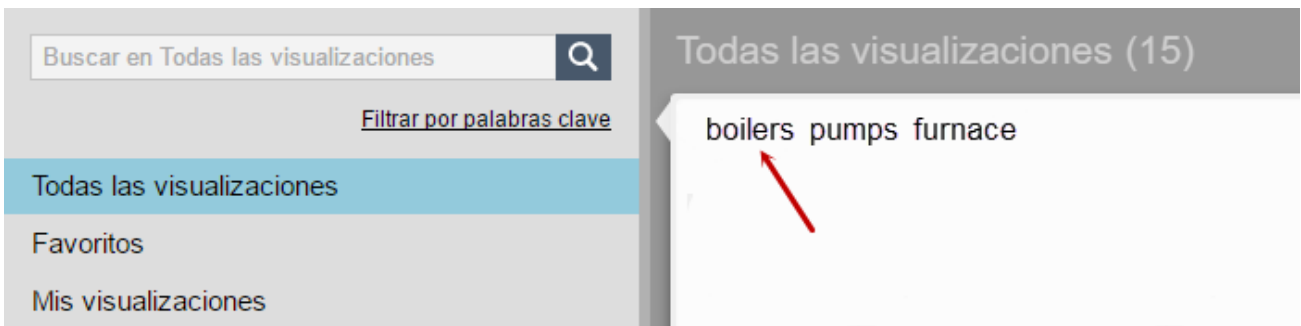 Buscar en Todas las visualizaciones
Filtrar por palabras clave
Todas las visualizaciones
Favoritos
Mis visualizaciones
Todas las visualizaciones (15)
boilers pumps furnace